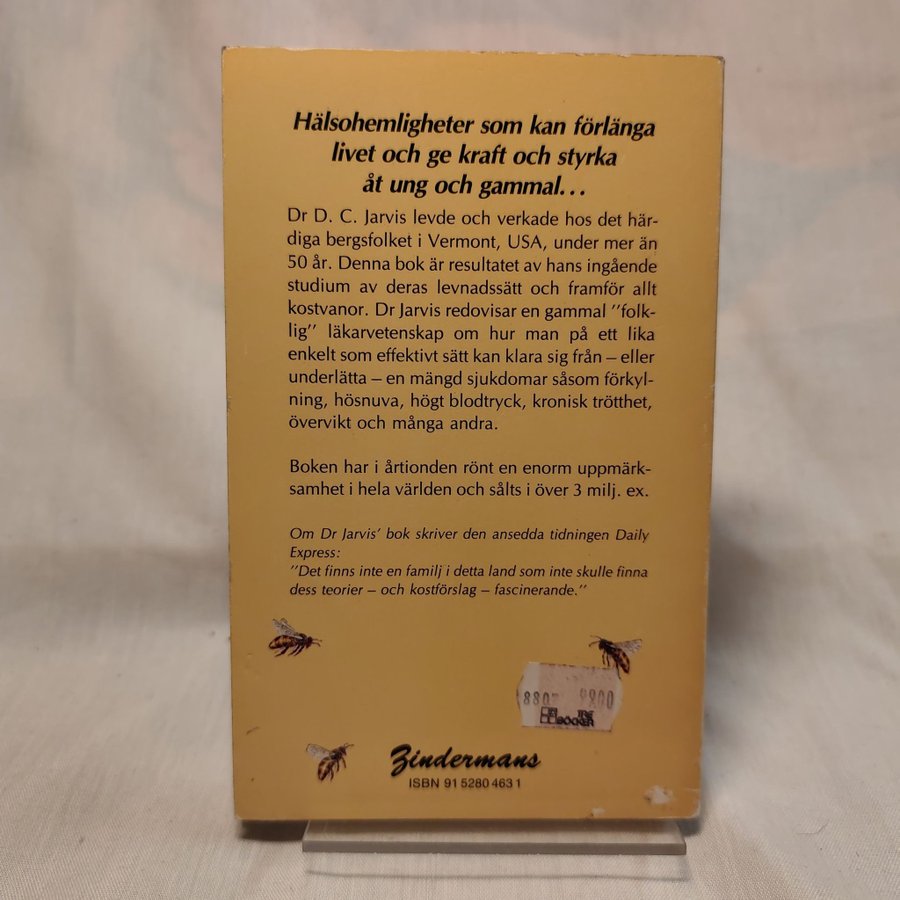 Hälsohemligheter som kan förlänga
livet och ge kraft och styrka
åt ung och gammal...
Dr D. C. Jarvis levde och verkade hos det här-
diga bergsfolket i Vermont, USA, under mer än
50 år. Denna bok är resultatet av hans ingående
studium av deras levnadssätt och framför allt
kostvanor. Dr Jarvis redovisar en gammal "folk-
lig" läkarvetenskap om hur man på ett lika
enkelt som effektivt sätt kan klara sig från – eller
underlätta – en mängd sjukdomar såsom förkyl-
ning, hösnuva, högt blodtryck, kronisk trötthet,
övervikt och många andra.
Boken har i årtionden rönt en enorm uppmärk-
samhet i hela världen och sålts i över 3 milj. ex.
Om Dr Jarvis' bok skriver den ansedda tidningen Daily
Express:
"Det finns inte en familj i detta land som inte skulle finna
dess teorier – och kostförslag – fascinerande."
TRE
BÖCKER
Zindermans
ISBN 91 5280 463 1